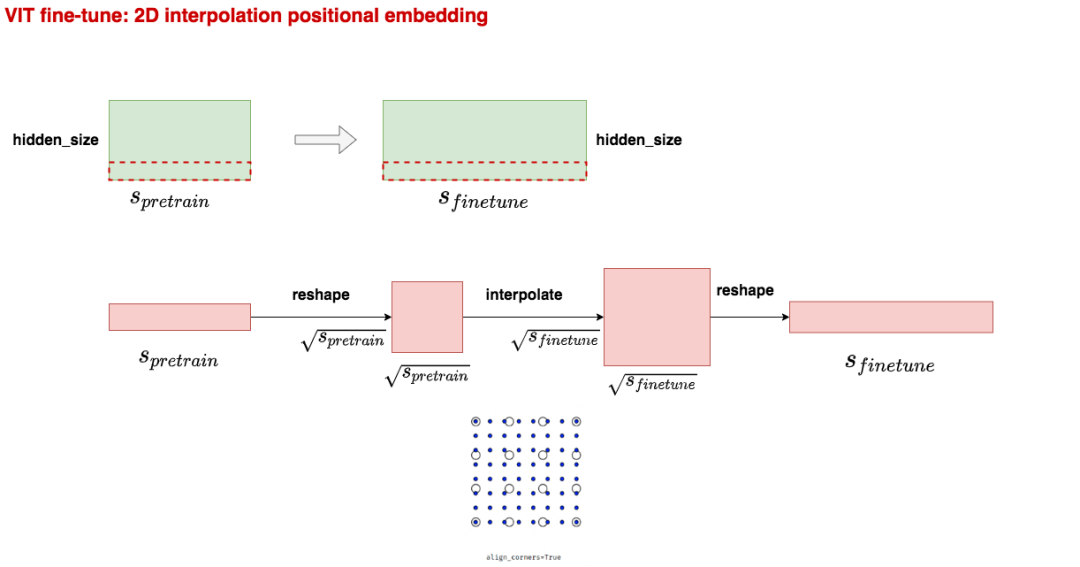 VIT fine-tune: 2D interpolation positional embedding
hidden_size
hidden_size
s_{pretrain}
s_{finetune}
reshape
interpolate
reshape
\sqrt{s_{pretrain}}
\sqrt{s_{finetune}}
s_{pretrain}
\sqrt{s_{pretrain}}
\sqrt{s_{finetune}}
s_{finetune}
align_corners=True